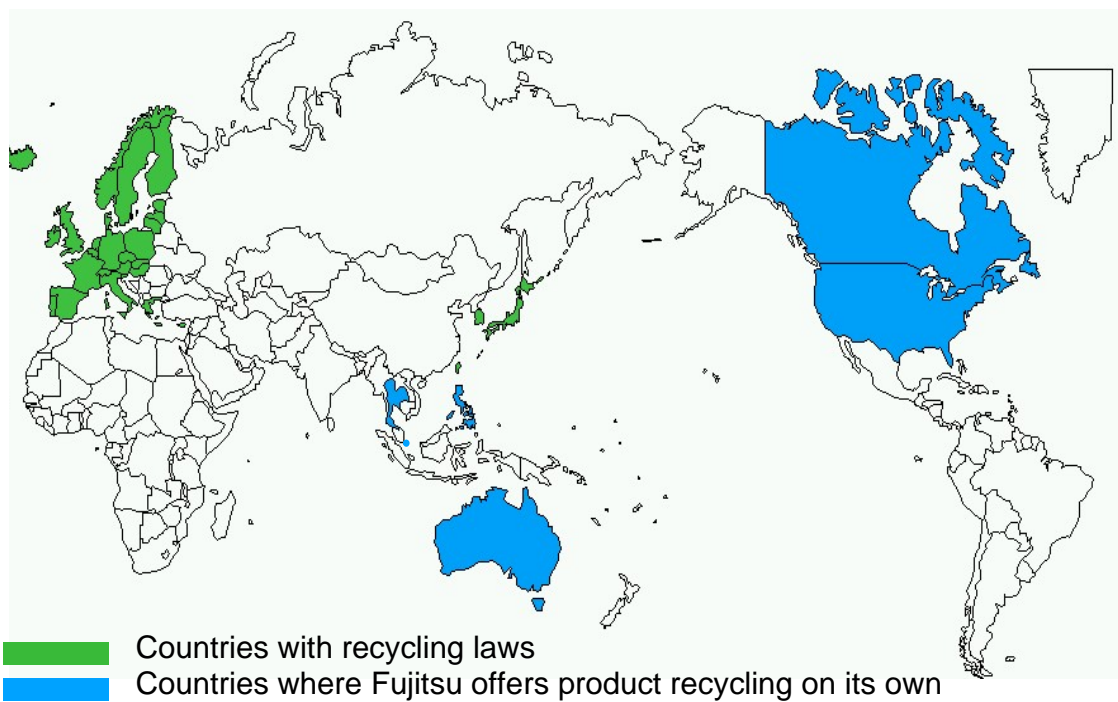 Countries with recycling laws
Countries where Fujitsu offers product recycling on its own